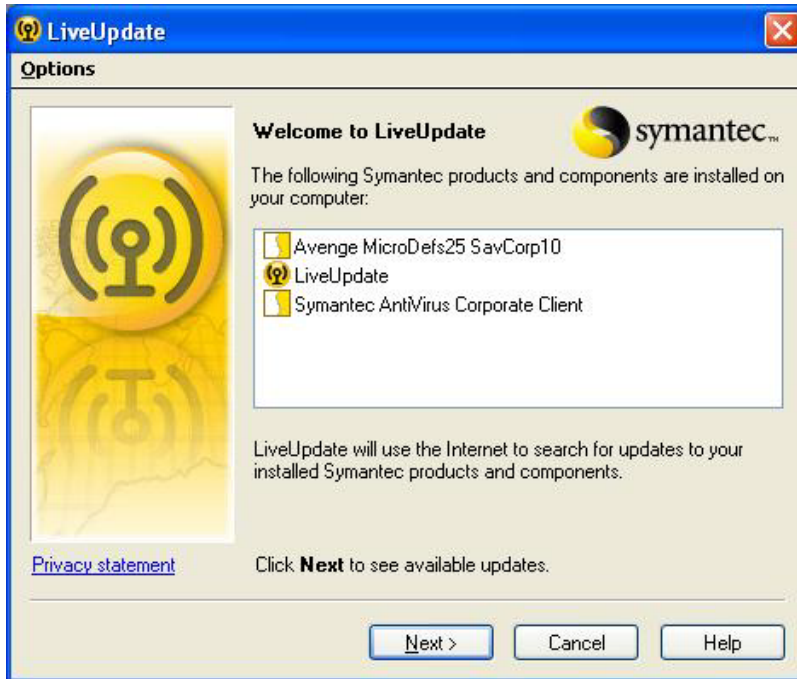 LiveUpdate
Options
Welcome to LiveUpdate
symantec™
The following Symantec products and components are installed on
your computer:
Avenge MicroDefs25 SavCorp10
LiveUpdate
Symantec AntiVirus Corporate Client
LiveUpdate will use the Internet to search for updates to your
installed Symantec products and components.
Privacy statement
Click Next to see available updates.
Next >
Cancel
Help